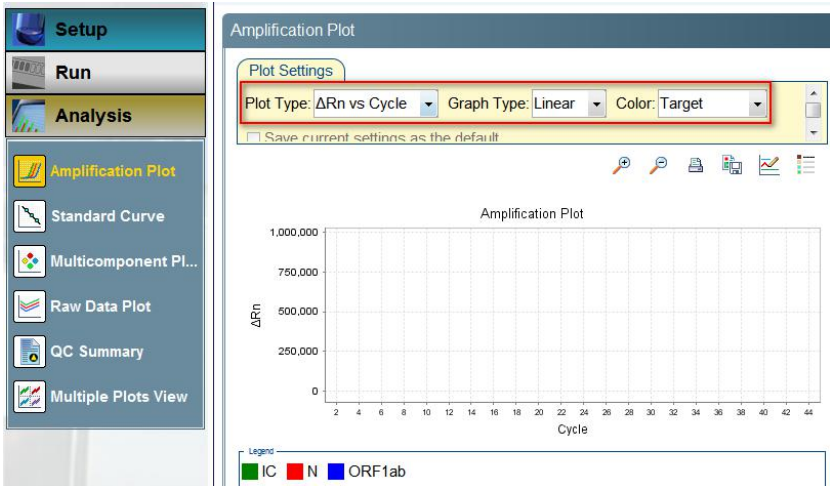 Setup
Run
Analysis
Amplification Plot
Standard Curve
Multicomponent Pl...
Raw Data Plot
QC Summary
Multiple Plots View
Amplification Plot
Plot Settings
Plot Type: ΔRn vs Cycle Graph Type: Linear Color: Target
Save current settings as the default
Amplification Plot
1,000,000
750,000
500,000
250,000
0
ΔRn
2 4 6 8 10 12 14 16 18 20 22 24 26 28 30 32 34 36 38 40 42 44
Cycle
Legend
IC N ORF1ab